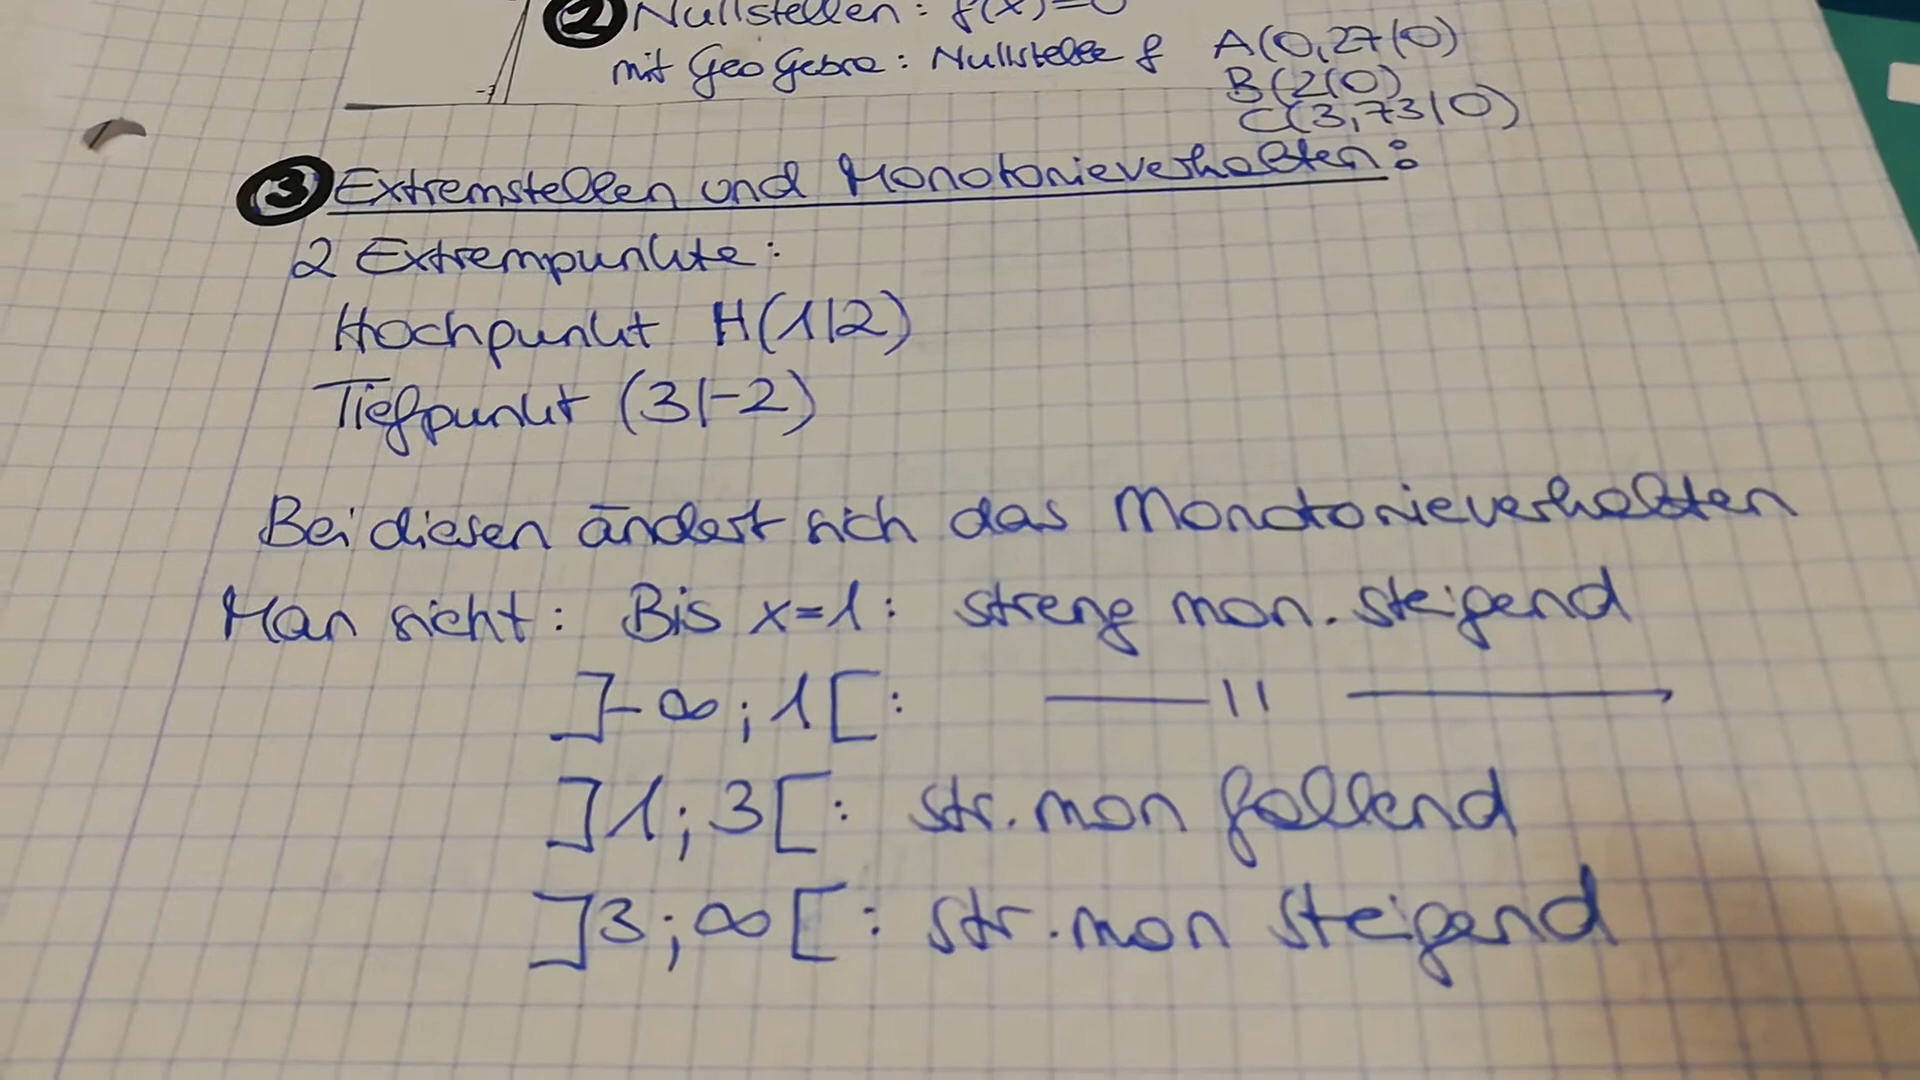 ② Nullstellen: f(x)=0
mit GeoGebra: Nullstelle f A(0,27|0)
B(2|0)
C(3,73|0)
③ Extremstellen und Monotonieverhalten:
2 Extrempunkte:
Hochpunkt H(1|2)
Tiefpunkt (3|-2)
Bei diesen ändert sich das Monotonieverhalten
Man sieht: Bis x=1: streng mon. steigend
]-∞;1[: —— 11 ——
]1;3[: str. mon fallend
]3;∞[: str. mon steigend